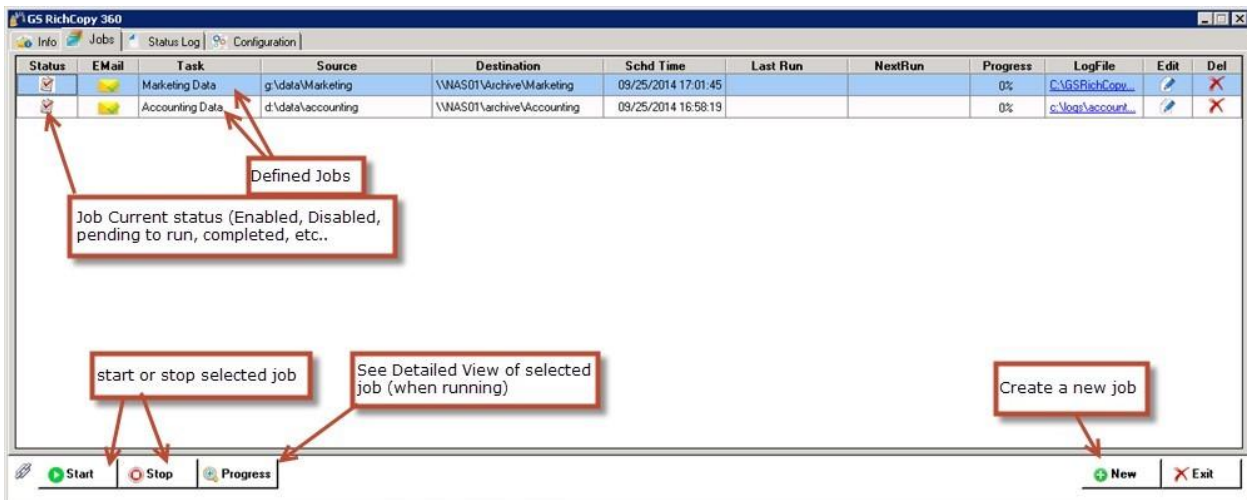 GS RichCopy 360
Info Jobs Status Log Configuration
Status EMail Task Source Destination Schd Time Last Run NextRun Progress LogFile Edit Del
Marketing Data g:\data\Marketing \\NAS01\Archive\Marketing 09/25/2014 17:01:45 0% C:\GSRichCopy...
Accounting Data d:\data\accounting \\NAS01\archive\Accounting 09/25/2014 16:58:19 0% c:\logs\account...
Defined Jobs
Job Current status (Enabled, Disabled,
pending to run, completed, etc..
start or stop selected job
See Detailed View of selected
job (when running)
Create a new job
Start Stop Progress New Exit